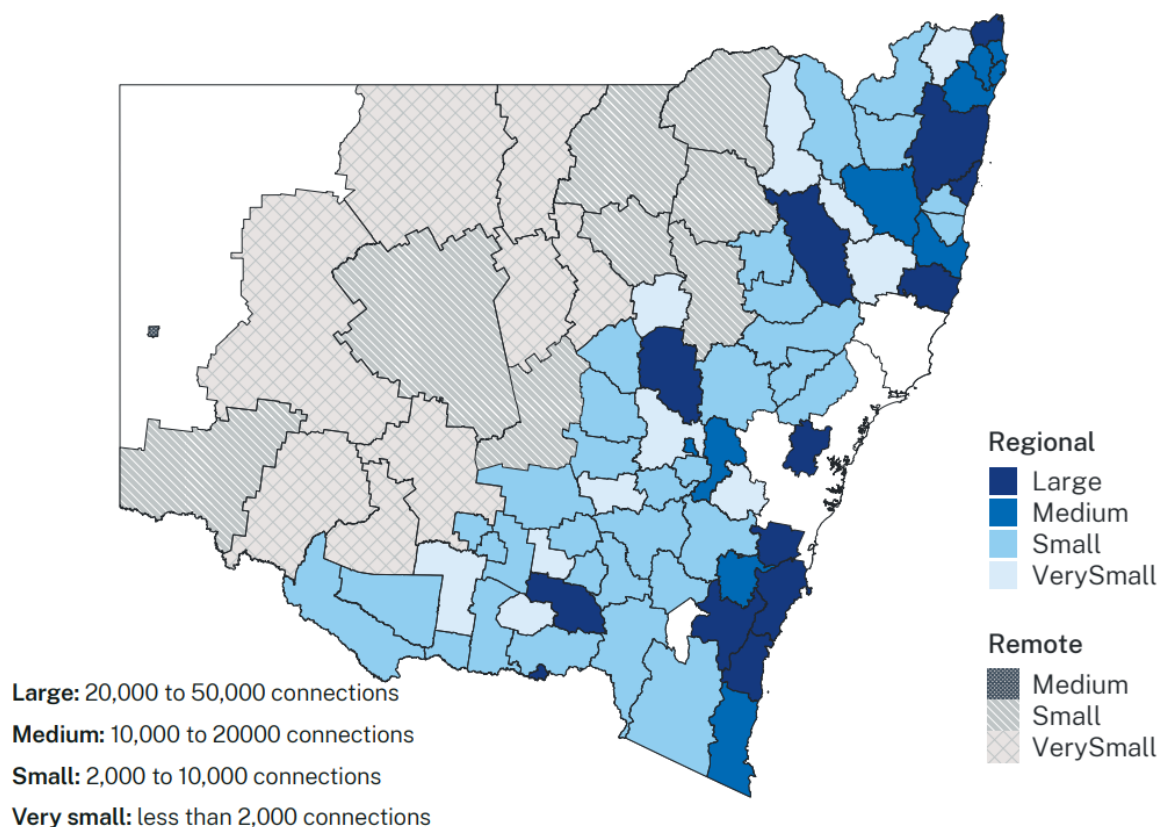 Regional
Large
Medium
Small
VerySmall
Remote
Medium
Small
VerySmall
Large: 20,000 to 50,000 connections
Medium: 10,000 to 20000 connections
Small: 2,000 to 10,000 connections
Very small: less than 2,000 connections